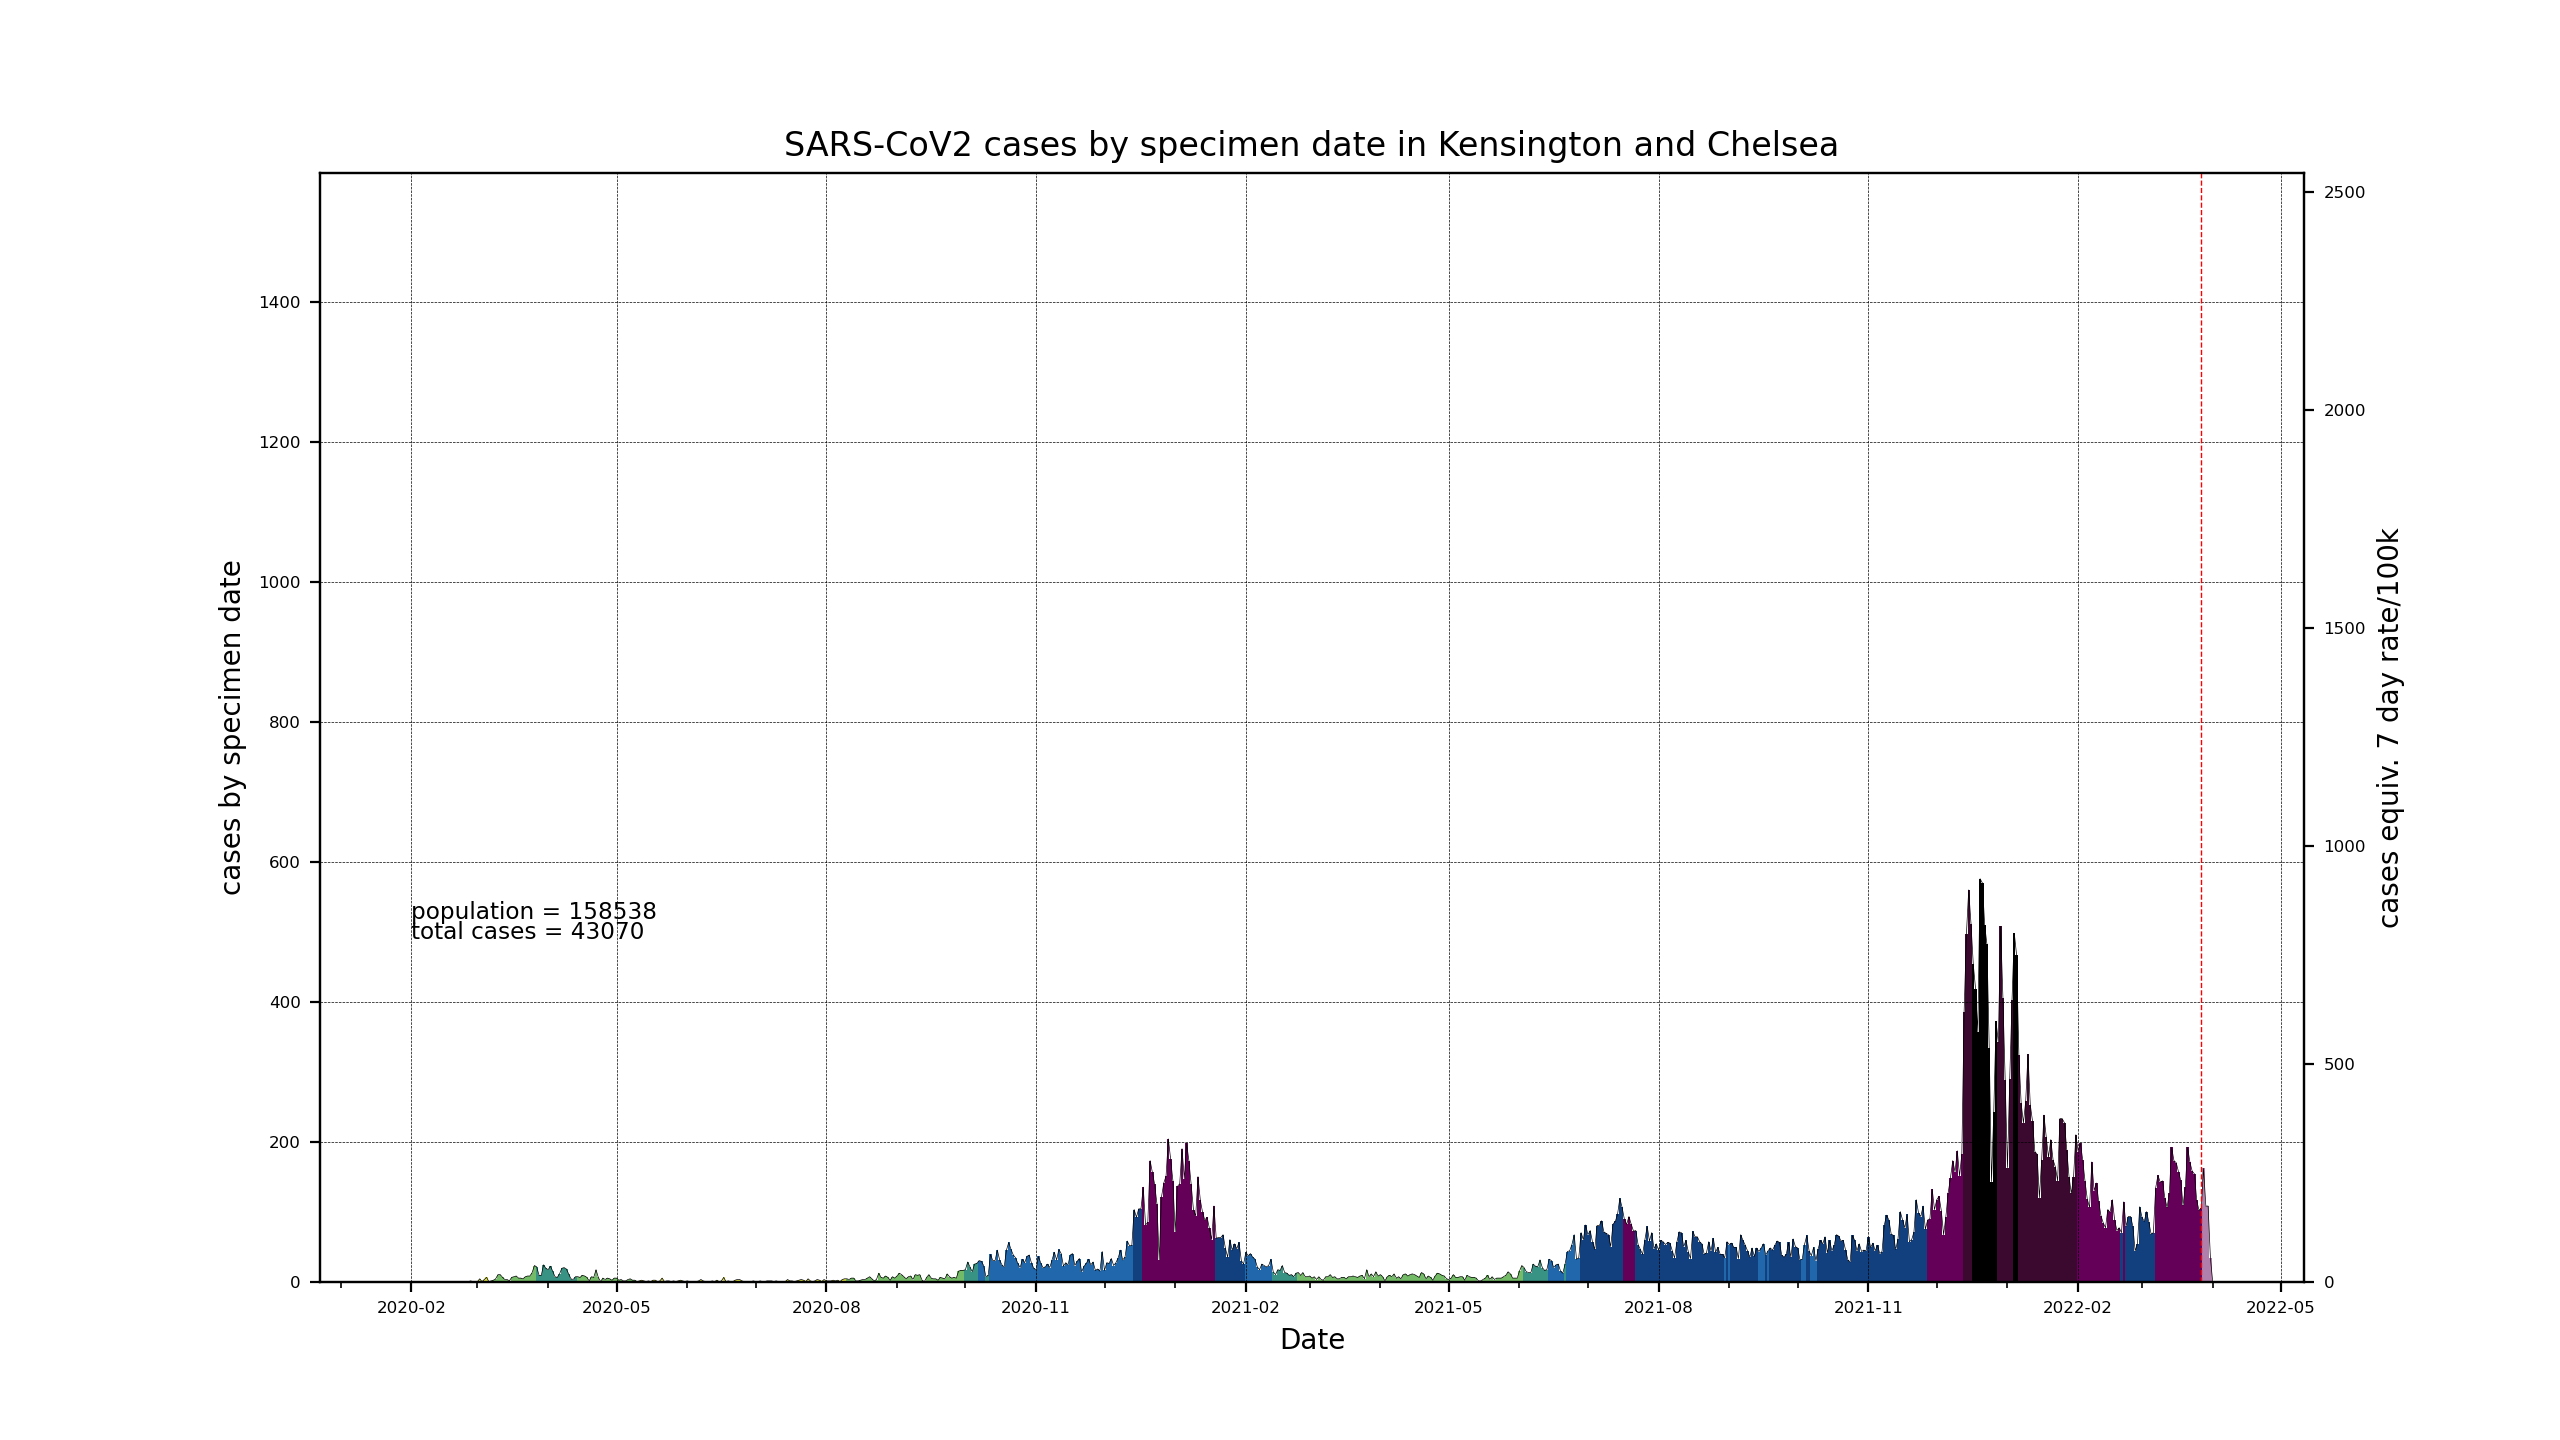 SARS-CoV2 cases by specimen date in Kensington and Chelsea
cases by specimen date
1400
1200
1000
800
600
400
200
0
population = 158538
total cases = 43070
2500
2000
1500
1000
500
0
cases equiv. 7 day rate/100k
2020-02 2020-05 2020-08 2020-11 2021-02 2021-05 2021-08 2021-11 2022-02 2022-05
Date